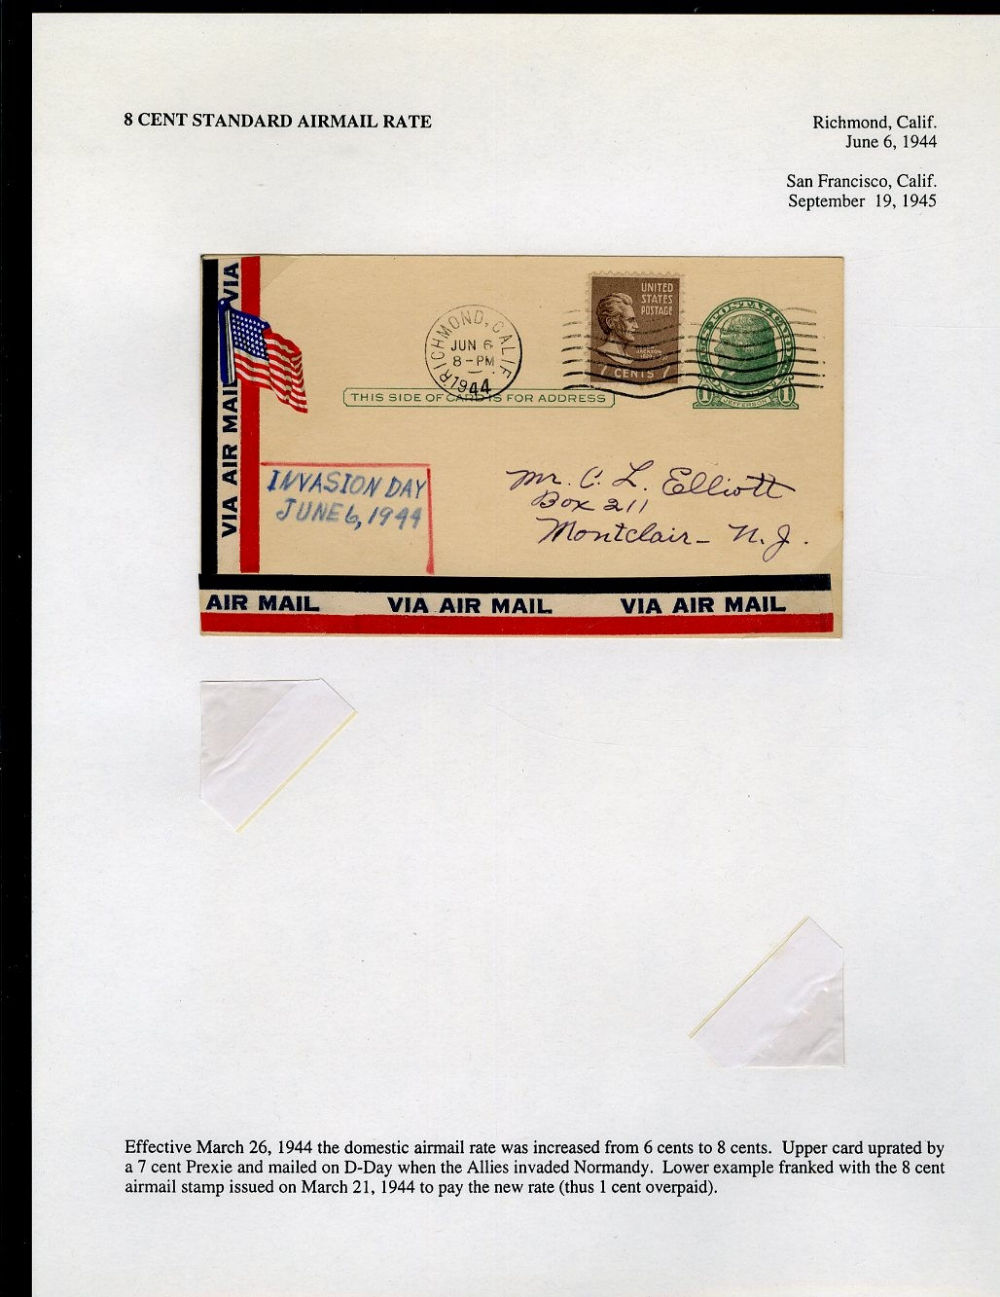 8 CENT STANDARD AIRMAIL RATE
Richmond, Calif.
June 6, 1944
San Francisco, Calif.
September 19, 1945
VIA AIR MAIL
VIA
RICHMOND, CALIF.
JUN 6
8-PM
1944
UNITED
STATES
POSTAGE
JACKSON
7 CENTS 7
U.S. POSTAL CARD
1 JEFFERSON 1
THIS SIDE OF CARD IS FOR ADDRESS
INVASION DAY
JUNE 6, 1944
Mr. C. L. Elliott
Box 211
Montclair - N.J.
AIR MAIL VIA AIR MAIL VIA AIR MAIL
Effective March 26, 1944 the domestic airmail rate was increased from 6 cents to 8 cents. Upper card uprated by
a 7 cent Prexie and mailed on D-Day when the Allies invaded Normandy. Lower example franked with the 8 cent
airmail stamp issued on March 21, 1944 to pay the new rate (thus 1 cent overpaid).